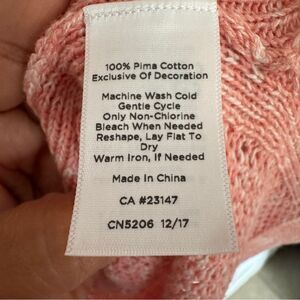 100% Pima Cotton
Exclusive Of Decoration
Machine Wash Cold
Gentle Cycle
Only Non-Chlorine
Bleach When Needed
Reshape, Lay Flat To
Dry
Warm Iron, If Needed
Made In China
CA #23147
CN5206 12/17